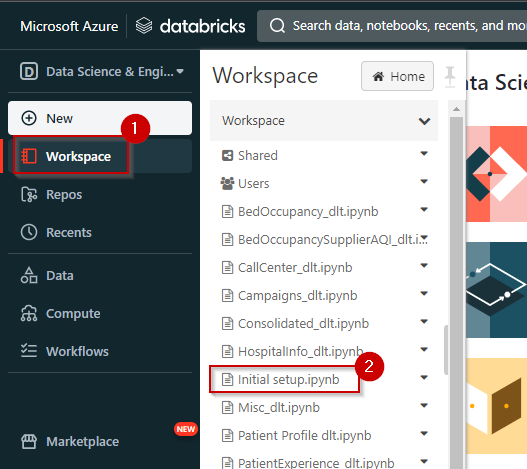 Microsoft Azure
databricks
Search data, notebooks, recents, and mo
Data Science & Engi...
New
1
Workspace
Repos
Recents
Data
Compute
Workflows
Marketplace
NEW
Workspace
Home
Workspace
Shared
Users
BedOccupancy_dlt.ipynb
BedOccupancySupplierAQI_dlt.i...
CallCenter_dlt.ipynb
Campaigns_dlt.ipynb
Consolidated_dlt.ipynb
HospitalInfo_dlt.ipynb
2
Initial setup.ipynb
Misc_dlt.ipynb
Patient Profile dlt.ipynb
PatientExperience_dlt.ipynb
ata Scie